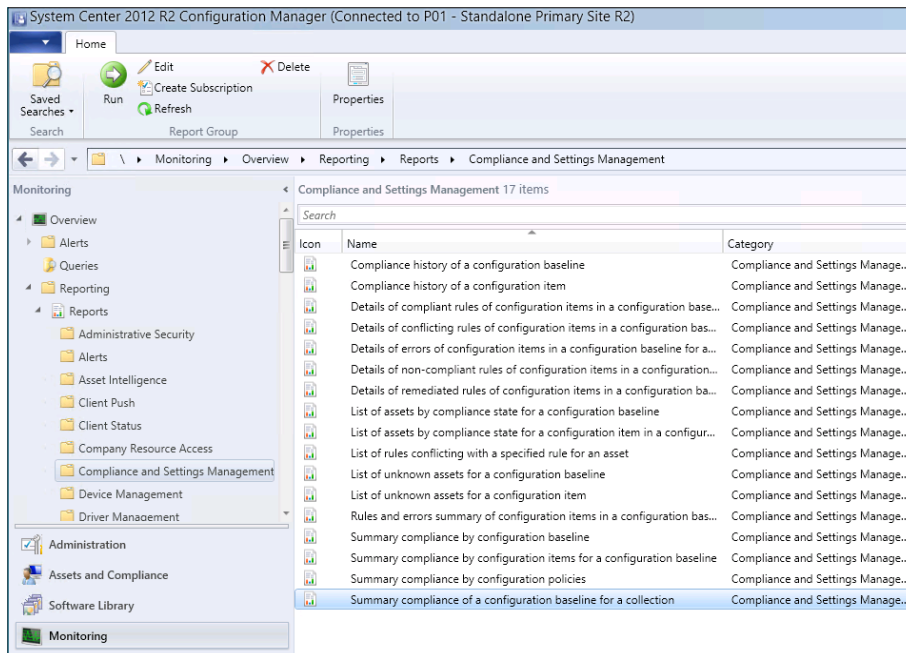 System Center 2012 R2 Configuration Manager (Connected to P01 - Standalone Primary Site R2)
Home
Saved Searches
Run
Edit
Create Subscription
Refresh
Delete
Properties
Search
Report Group
Properties
\ Monitoring Overview Reporting Reports Compliance and Settings Management
Monitoring
Overview
Alerts
Queries
Reporting
Reports
Administrative Security
Alerts
Asset Intelligence
Client Push
Client Status
Company Resource Access
Compliance and Settings Management
Device Management
Driver Management
Administration
Assets and Compliance
Software Library
Monitoring
Compliance and Settings Management 17 items
Search
Icon Name Category
Compliance history of a configuration baseline Compliance and Settings Manage...
Compliance history of a configuration item Compliance and Settings Manage...
Details of compliant rules of configuration items in a configuration base... Compliance and Settings Manage...
Details of conflicting rules of configuration items in a configuration bas... Compliance and Settings Manage...
Details of errors of configuration items in a configuration baseline for a... Compliance and Settings Manage...
Details of non-compliant rules of configuration items in a configuration... Compliance and Settings Manage...
Details of remediated rules of configuration items in a configuration ba... Compliance and Settings Manage...
List of assets by compliance state for a configuration baseline Compliance and Settings Manage...
List of assets by compliance state for a configuration item in a configur... Compliance and Settings Manage...
List of rules conflicting with a specified rule for an asset Compliance and Settings Manage...
List of unknown assets for a configuration baseline Compliance and Settings Manage...
List of unknown assets for a configuration item Compliance and Settings Manage...
Rules and errors summary of configuration items in a configuration bas... Compliance and Settings Manage...
Summary compliance by configuration baseline Compliance and Settings Manage...
Summary compliance by configuration items for a configuration baseline Compliance and Settings Manage...
Summary compliance by configuration policies Compliance and Settings Manage...
Summary compliance of a configuration baseline for a collection Compliance and Settings Manage...